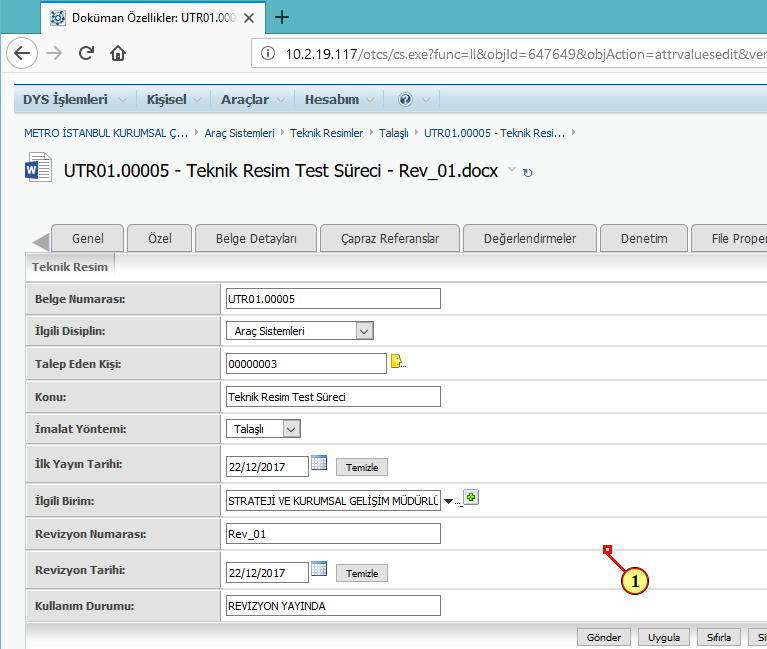 Doküman Özellikler: UTR01.000
10.2.19.117/otcs/cs.exe?func=ll&objId=647649&objAction=attrvaluesedit&ver
DYS İşlemleri Kişisel Araçlar Hesabım ?
METRO İSTANBUL KURUMSAL Ç... Araç Sistemleri Teknik Resimler Talaşlı UTR01.00005 - Teknik Resi...
UTR01.00005 - Teknik Resim Test Süreci - Rev_01.docx
Genel Özel Belge Detayları Çapraz Referanslar Değerlendirmeler Denetim File Proper
Teknik Resim
Belge Numarası: UTR01.00005
İlgili Disiplin: Araç Sistemleri
Talep Eden Kişi: 00000003
Konu: Teknik Resim Test Süreci
İmalat Yöntemi: Talaşlı
İlk Yayın Tarihi: 22/12/2017 Temizle
İlgili Birim: STRATEJİ VE KURUMSAL GELİŞİM MÜDÜRLÜ
Revizyon Numarası: Rev_01
1
Revizyon Tarihi: 22/12/2017 Temizle
Kullanım Durumu: REVIZYON YAYINDA
Gönder Uygula Sıfırla Si